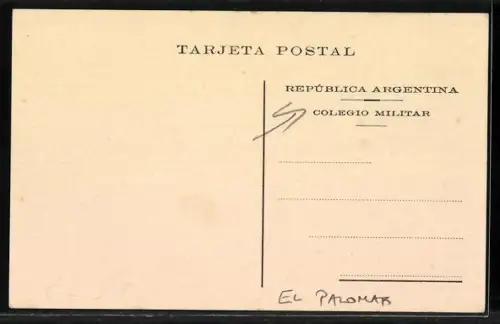 TARJETA POSTAL
REPÚBLICA ARGENTINA
COLEGIO MILITAR
EL PALOMAR